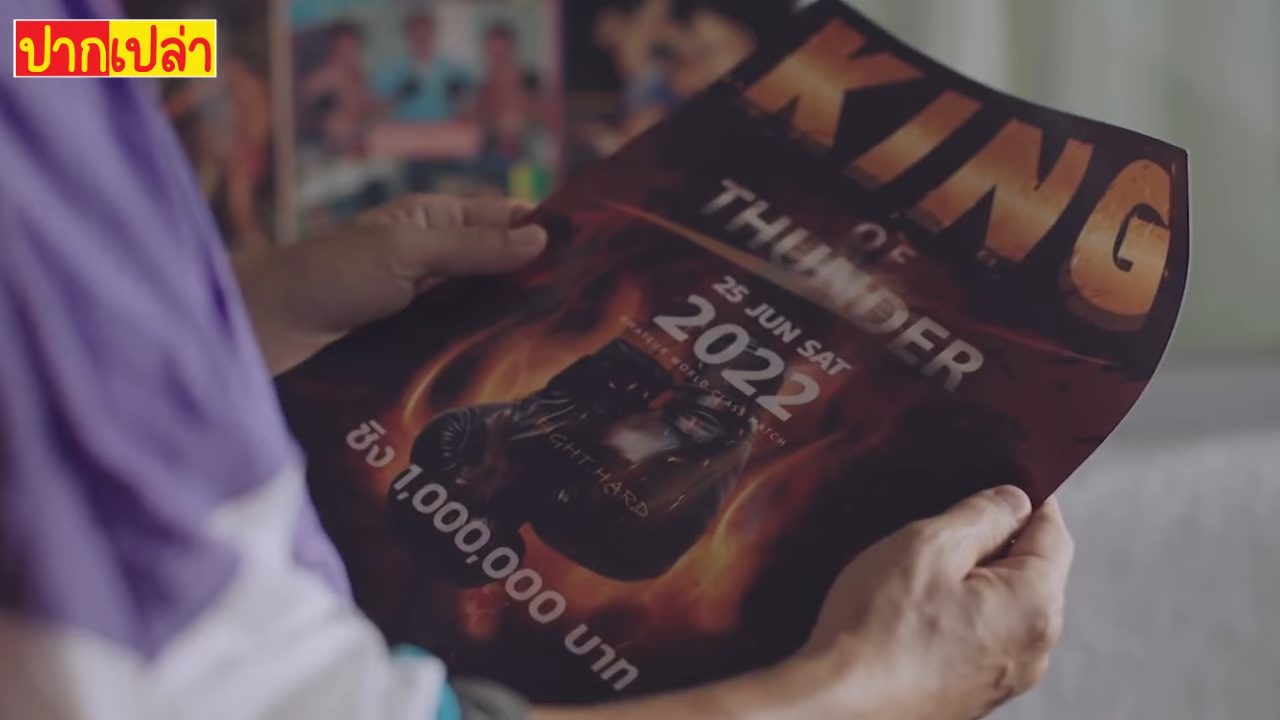 ปากเปล่า
KING
OF
THUNDER
25 JUN SAT
2022
AMATEUR WORLD CLASS MATCH
FIGHT HARD
ชิง 1,000,000 บาท